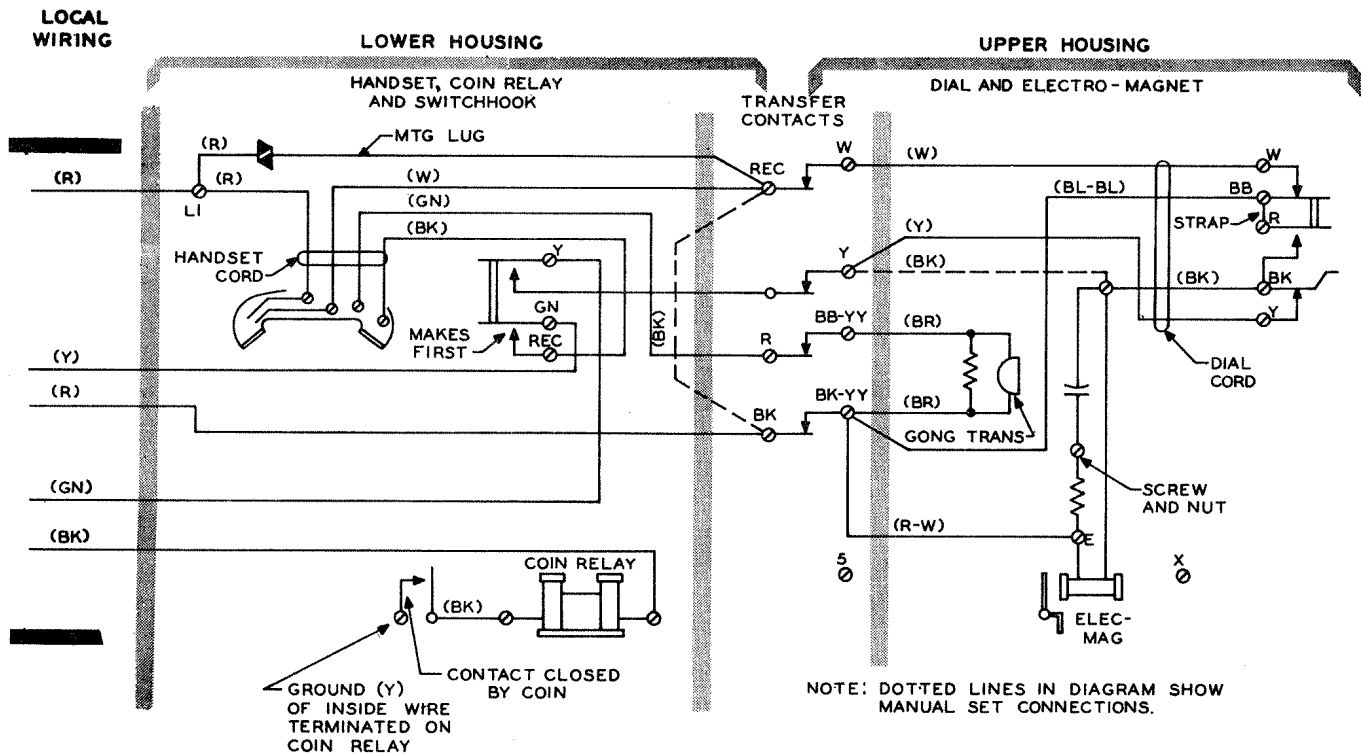 LOCAL
WIRING
LOWER HOUSING
HANDSET, COIN RELAY
AND SWITCHHOOK
TRANSFER
CONTACTS
UPPER HOUSING
DIAL AND ELECTRO-MAGNET
(R)
MTG LUG
REC
W
(W)
W
(R)
(R)
L1
(W)
(GN)
(BK)
(BL-BL)
BB
STRAP
R
HANDSET
CORD
Y
Y
(Y)
(BK)
(BK)
BK
GN
MAKES
FIRST
REC
(BK)
R
BB-YY
(BR)
Y
DIAL
CORD
(Y)
(R)
BK
BK-YY
(BR)
GONG TRANS
SCREW
AND NUT
(GN)
(R-W)
E
(BK)
COIN RELAY
(BK)
5
X
ELEC-
MAG
CONTACT CLOSED
BY COIN
GROUND (Y)
OF INSIDE WIRE
TERMINATED ON
COIN RELAY
NOTE: DOTTED LINES IN DIAGRAM SHOW
MANUAL SET CONNECTIONS.